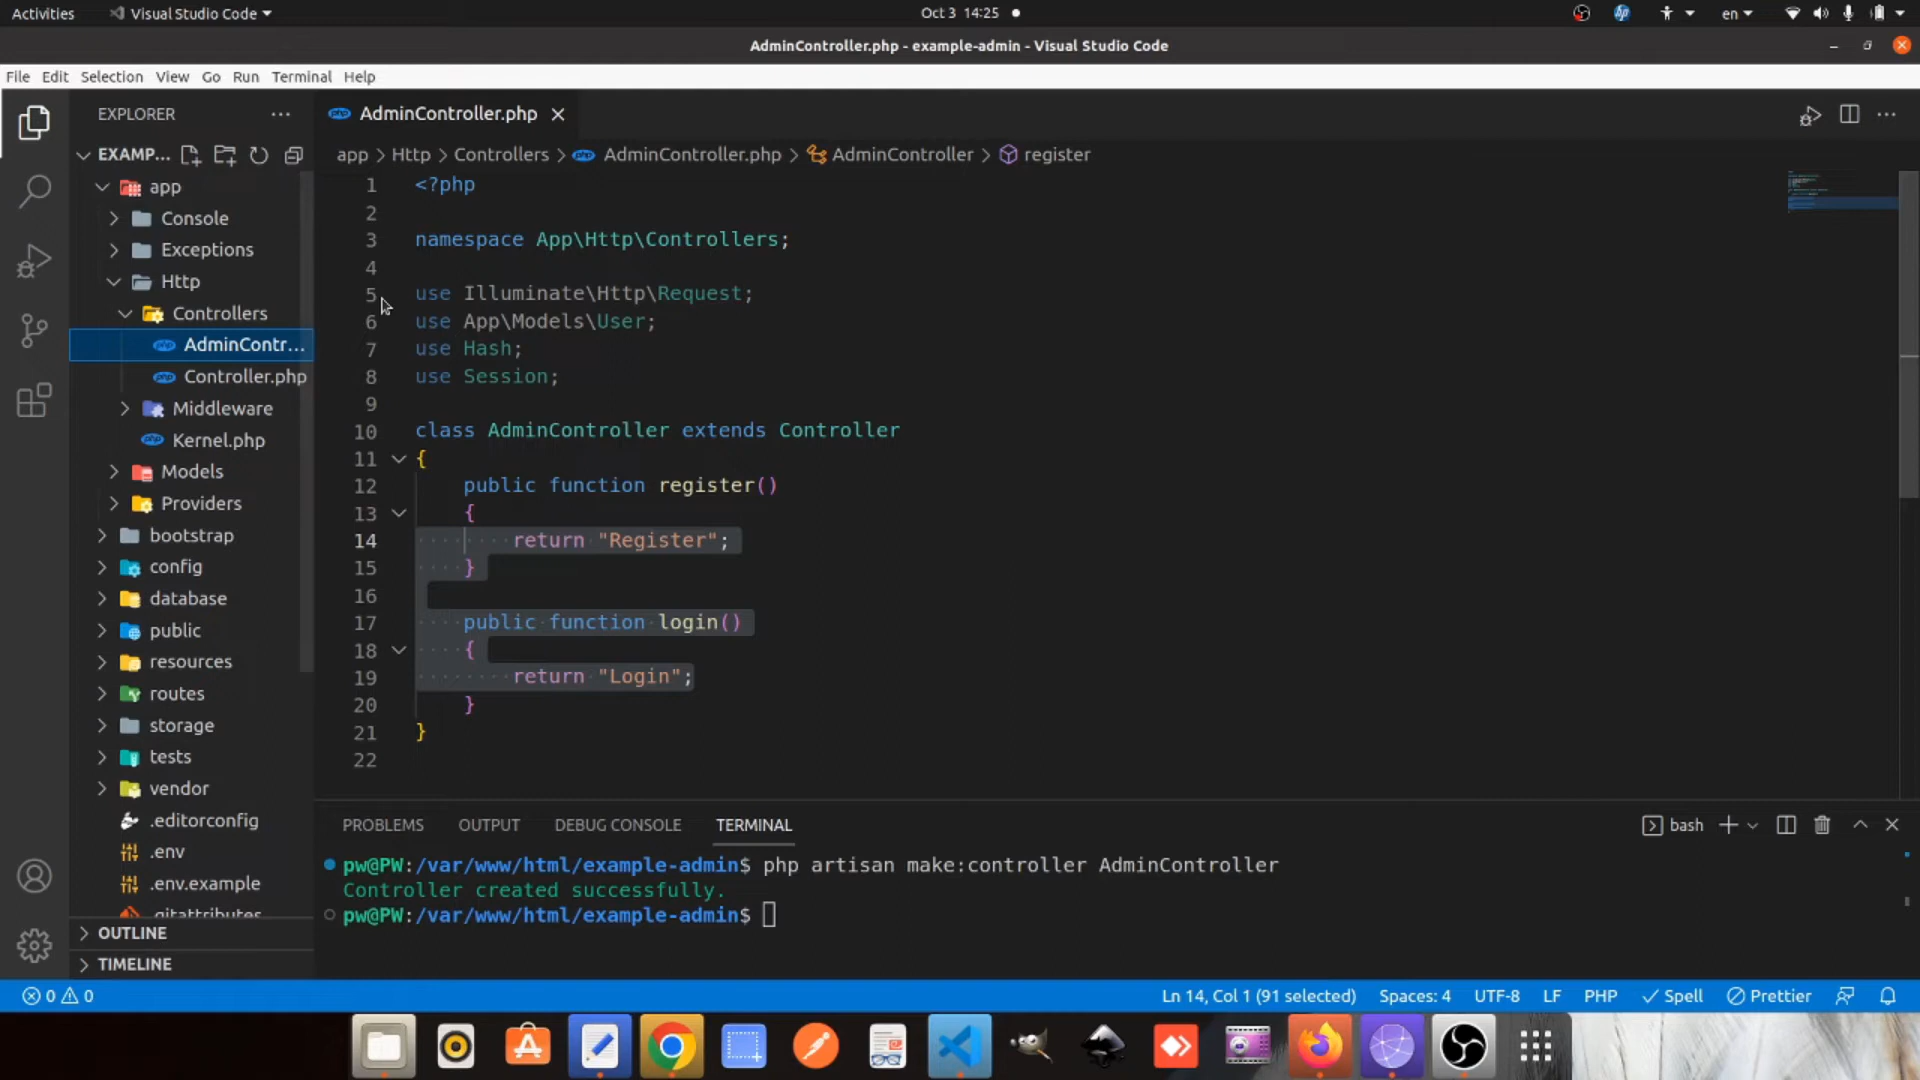 Activities Visual Studio Code Oct 3 14:25 en
AdminController.php - example-admin - Visual Studio Code
File Edit Selection View Go Run Terminal Help
EXPLORER
EXAMP...
app
Console
Exceptions
Http
Controllers
AdminContr...
Controller.php
Middleware
Kernel.php
Models
Providers
bootstrap
config
database
public
resources
routes
storage
tests
vendor
.editorconfig
.env
.env.example
.gitattributes
OUTLINE
TIMELINE
AdminController.php
app > Http > Controllers > AdminController.php > AdminController > register
1 <?php
2
3 namespace App\Http\Controllers;
4
5 use Illuminate\Http\Request;
6 use App\Models\User;
7 use Hash;
8 use Session;
9
10 class AdminController extends Controller
11 {
12 public function register()
13 {
14 return "Register";
15 }
16
17 public function login()
18 {
19 return "Login";
20 }
21 }
22
PROBLEMS OUTPUT DEBUG CONSOLE TERMINAL bash
pw@PW:/var/www/html/example-admin$ php artisan make:controller AdminController
Controller created successfully.
pw@PW:/var/www/html/example-admin$
0 0 Ln 14, Col 1 (91 selected) Spaces: 4 UTF-8 LF PHP Spell Prettier